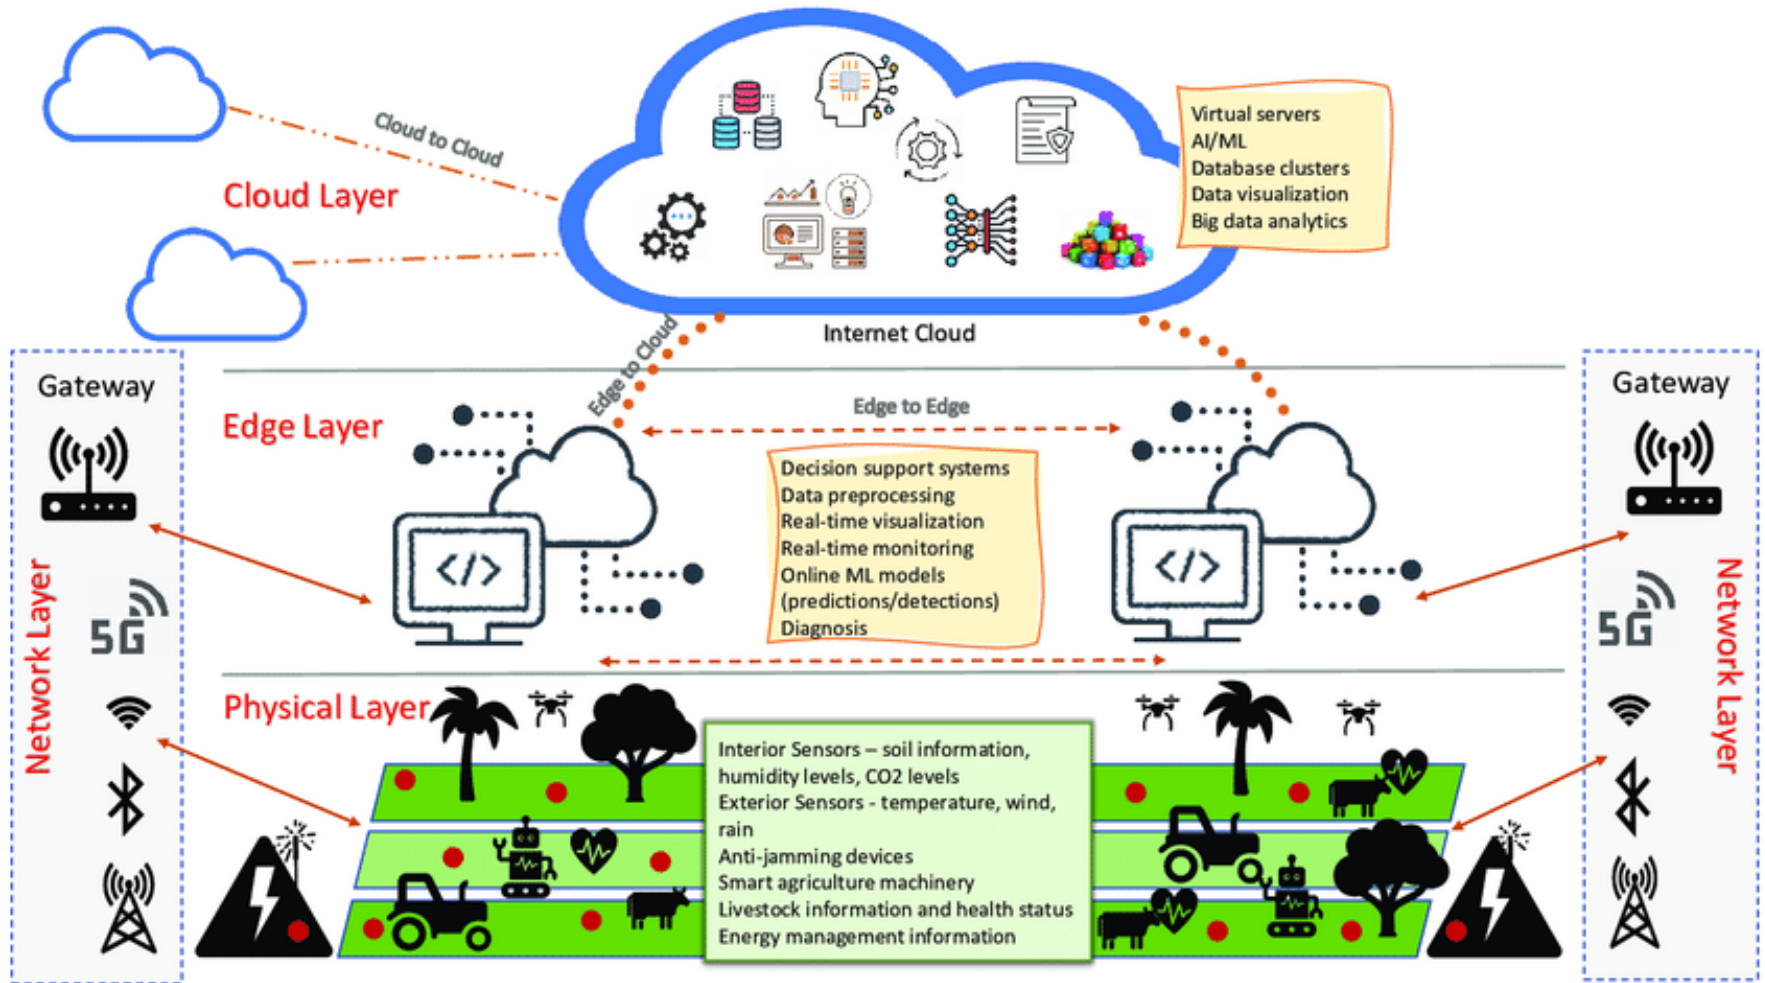 Cloud to Cloud
Cloud Layer
Virtual servers
AI/ML
Database clusters
Data visualization
Big data analytics
Internet Cloud
Edge to Cloud
Gateway
Gateway
Edge Layer
Edge to Edge
Decision support systems
Data preprocessing
Real-time visualization
Real-time monitoring
Online ML models
(predictions/detections)
Diagnosis
</>
</>
Network Layer
5G
5G
Network Layer
Physical Layer
Interior Sensors – soil information,
humidity levels, CO2 levels
Exterior Sensors - temperature, wind,
rain
Anti-jamming devices
Smart agriculture machinery
Livestock information and health status
Energy management information